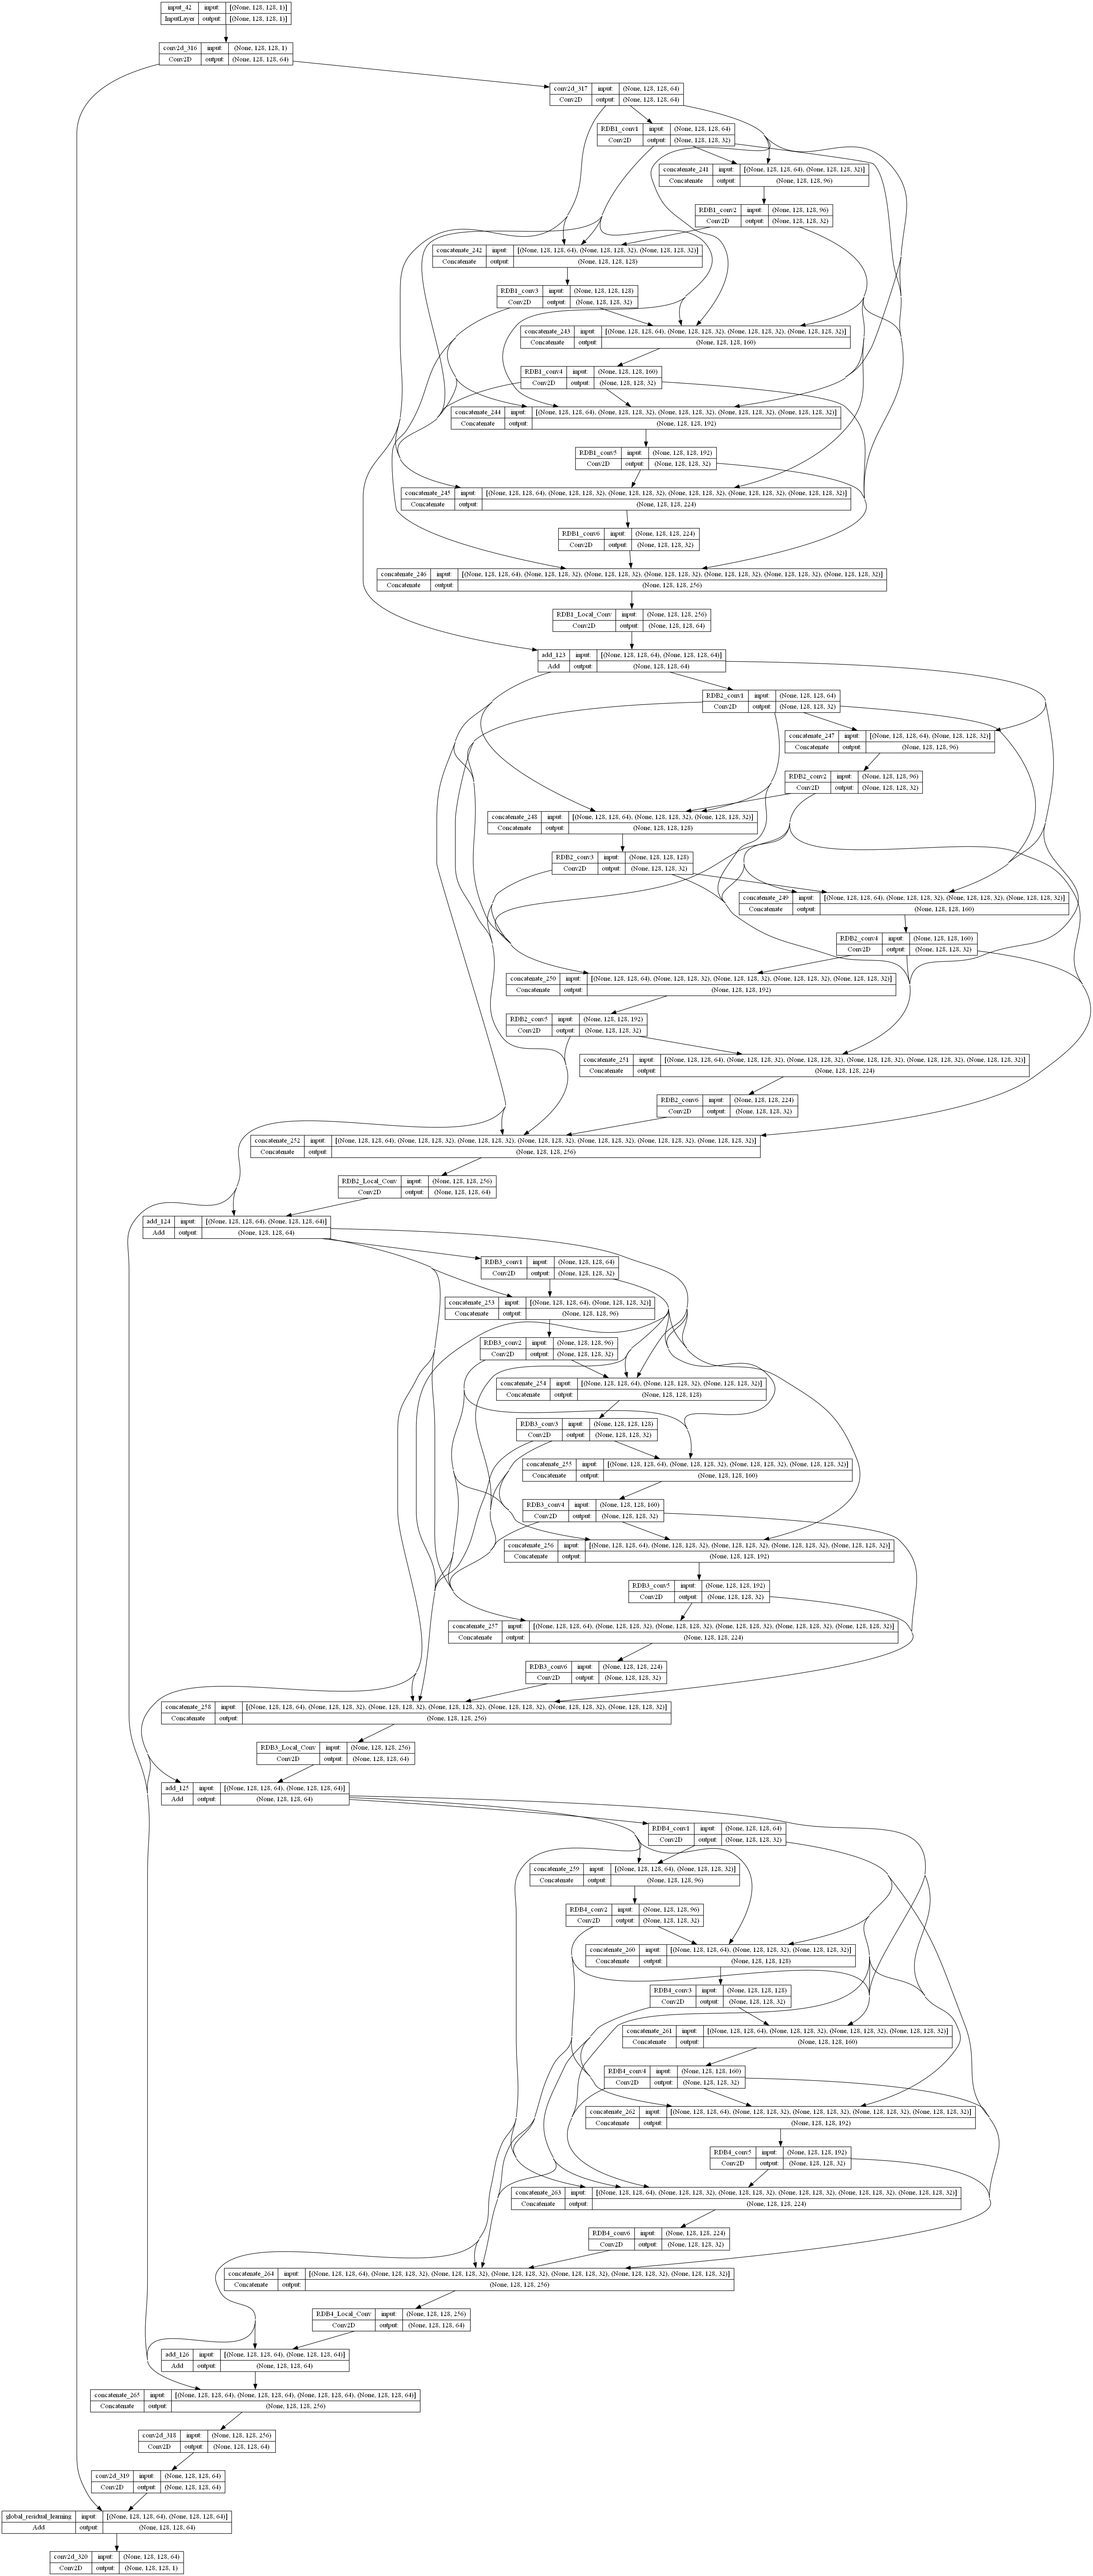 input_42 input: [(None, 128, 128, 1)]
InputLayer output: [(None, 128, 128, 1)]
conv2d_316 input: (None, 128, 128, 1)
Conv2D output: (None, 128, 128, 64)
conv2d_317 input: (None, 128, 128, 64)
Conv2D output: (None, 128, 128, 64)
RDB1_conv1 input: (None, 128, 128, 64)
Conv2D output: (None, 128, 128, 32)
concatenate_241 input: [(None, 128, 128, 64), (None, 128, 128, 32)]
Concatenate output: (None, 128, 128, 96)
RDB1_conv2 input: (None, 128, 128, 96)
Conv2D output: (None, 128, 128, 32)
concatenate_242 input: [(None, 128, 128, 64), (None, 128, 128, 32), (None, 128, 128, 32)]
Concatenate output: (None, 128, 128, 128)
RDB1_conv3 input: (None, 128, 128, 128)
Conv2D output: (None, 128, 128, 32)
concatenate_243 input: [(None, 128, 128, 64), (None, 128, 128, 32), (None, 128, 128, 32), (None, 128, 128, 32)]
Concatenate output: (None, 128, 128, 160)
RDB1_conv4 input: (None, 128, 128, 160)
Conv2D output: (None, 128, 128, 32)
concatenate_244 input: [(None, 128, 128, 64), (None, 128, 128, 32), (None, 128, 128, 32), (None, 128, 128, 32), (None, 128, 128, 32)]
Concatenate output: (None, 128, 128, 192)
RDB1_conv5 input: (None, 128, 128, 192)
Conv2D output: (None, 128, 128, 32)
concatenate_245 input: [(None, 128, 128, 64), (None, 128, 128, 32), (None, 128, 128, 32), (None, 128, 128, 32), (None, 128, 128, 32), (None, 128, 128, 32)]
Concatenate output: (None, 128, 128, 224)
RDB1_conv6 input: (None, 128, 128, 224)
Conv2D output: (None, 128, 128, 32)
concatenate_246 input: [(None, 128, 128, 64), (None, 128, 128, 32), (None, 128, 128, 32), (None, 128, 128, 32), (None, 128, 128, 32), (None, 128, 128, 32), (None, 128, 128, 32)]
Concatenate output: (None, 128, 128, 256)
RDB1_Local_Conv input: (None, 128, 128, 256)
Conv2D output: (None, 128, 128, 64)
add_123 input: [(None, 128, 128, 64), (None, 128, 128, 64)]
Add output: (None, 128, 128, 64)
RDB2_conv1 input: (None, 128, 128, 64)
Conv2D output: (None, 128, 128, 32)
concatenate_247 input: [(None, 128, 128, 64), (None, 128, 128, 32)]
Concatenate output: (None, 128, 128, 96)
RDB2_conv2 input: (None, 128, 128, 96)
Conv2D output: (None, 128, 128, 32)
concatenate_248 input: [(None, 128, 128, 64), (None, 128, 128, 32), (None, 128, 128, 32)]
Concatenate output: (None, 128, 128, 128)
RDB2_conv3 input: (None, 128, 128, 128)
Conv2D output: (None, 128, 128, 32)
concatenate_249 input: [(None, 128, 128, 64), (None, 128, 128, 32), (None, 128, 128, 32), (None, 128, 128, 32)]
Concatenate output: (None, 128, 128, 160)
RDB2_conv4 input: (None, 128, 128, 160)
Conv2D output: (None, 128, 128, 32)
concatenate_250 input: [(None, 128, 128, 64), (None, 128, 128, 32), (None, 128, 128, 32), (None, 128, 128, 32), (None, 128, 128, 32)]
Concatenate output: (None, 128, 128, 192)
RDB2_conv5 input: (None, 128, 128, 192)
Conv2D output: (None, 128, 128, 32)
concatenate_251 input: [(None, 128, 128, 64), (None, 128, 128, 32), (None, 128, 128, 32), (None, 128, 128, 32), (None, 128, 128, 32), (None, 128, 128, 32)]
Concatenate output: (None, 128, 128, 224)
RDB2_conv6 input: (None, 128, 128, 224)
Conv2D output: (None, 128, 128, 32)
concatenate_252 input: [(None, 128, 128, 64), (None, 128, 128, 32), (None, 128, 128, 32), (None, 128, 128, 32), (None, 128, 128, 32), (None, 128, 128, 32), (None, 128, 128, 32)]
Concatenate output: (None, 128, 128, 256)
RDB2_Local_Conv input: (None, 128, 128, 256)
Conv2D output: (None, 128, 128, 64)
add_124 input: [(None, 128, 128, 64), (None, 128, 128, 64)]
Add output: (None, 128, 128, 64)
RDB3_conv1 input: (None, 128, 128, 64)
Conv2D output: (None, 128, 128, 32)
concatenate_253 input: [(None, 128, 128, 64), (None, 128, 128, 32)]
Concatenate output: (None, 128, 128, 96)
RDB3_conv2 input: (None, 128, 128, 96)
Conv2D output: (None, 128, 128, 32)
concatenate_254 input: [(None, 128, 128, 64), (None, 128, 128, 32), (None, 128, 128, 32)]
Concatenate output: (None, 128, 128, 128)
RDB3_conv3 input: (None, 128, 128, 128)
Conv2D output: (None, 128, 128, 32)
concatenate_255 input: [(None, 128, 128, 64), (None, 128, 128, 32), (None, 128, 128, 32), (None, 128, 128, 32)]
Concatenate output: (None, 128, 128, 160)
RDB3_conv4 input: (None, 128, 128, 160)
Conv2D output: (None, 128, 128, 32)
concatenate_256 input: [(None, 128, 128, 64), (None, 128, 128, 32), (None, 128, 128, 32), (None, 128, 128, 32), (None, 128, 128, 32)]
Concatenate output: (None, 128, 128, 192)
RDB3_conv5 input: (None, 128, 128, 192)
Conv2D output: (None, 128, 128, 32)
concatenate_257 input: [(None, 128, 128, 64), (None, 128, 128, 32), (None, 128, 128, 32), (None, 128, 128, 32), (None, 128, 128, 32), (None, 128, 128, 32)]
Concatenate output: (None, 128, 128, 224)
RDB3_conv6 input: (None, 128, 128, 224)
Conv2D output: (None, 128, 128, 32)
concatenate_258 input: [(None, 128, 128, 64), (None, 128, 128, 32), (None, 128, 128, 32), (None, 128, 128, 32), (None, 128, 128, 32), (None, 128, 128, 32), (None, 128, 128, 32)]
Concatenate output: (None, 128, 128, 256)
RDB3_Local_Conv input: (None, 128, 128, 256)
Conv2D output: (None, 128, 128, 64)
add_125 input: [(None, 128, 128, 64), (None, 128, 128, 64)]
Add output: (None, 128, 128, 64)
RDB4_conv1 input: (None, 128, 128, 64)
Conv2D output: (None, 128, 128, 32)
concatenate_259 input: [(None, 128, 128, 64), (None, 128, 128, 32)]
Concatenate output: (None, 128, 128, 96)
RDB4_conv2 input: (None, 128, 128, 96)
Conv2D output: (None, 128, 128, 32)
concatenate_260 input: [(None, 128, 128, 64), (None, 128, 128, 32), (None, 128, 128, 32)]
Concatenate output: (None, 128, 128, 128)
RDB4_conv3 input: (None, 128, 128, 128)
Conv2D output: (None, 128, 128, 32)
concatenate_261 input: [(None, 128, 128, 64), (None, 128, 128, 32), (None, 128, 128, 32), (None, 128, 128, 32)]
Concatenate output: (None, 128, 128, 160)
RDB4_conv4 input: (None, 128, 128, 160)
Conv2D output: (None, 128, 128, 32)
concatenate_262 input: [(None, 128, 128, 64), (None, 128, 128, 32), (None, 128, 128, 32), (None, 128, 128, 32), (None, 128, 128, 32)]
Concatenate output: (None, 128, 128, 192)
RDB4_conv5 input: (None, 128, 128, 192)
Conv2D output: (None, 128, 128, 32)
concatenate_263 input: [(None, 128, 128, 64), (None, 128, 128, 32), (None, 128, 128, 32), (None, 128, 128, 32), (None, 128, 128, 32), (None, 128, 128, 32)]
Concatenate output: (None, 128, 128, 224)
RDB4_conv6 input: (None, 128, 128, 224)
Conv2D output: (None, 128, 128, 32)
concatenate_264 input: [(None, 128, 128, 64), (None, 128, 128, 32), (None, 128, 128, 32), (None, 128, 128, 32), (None, 128, 128, 32), (None, 128, 128, 32), (None, 128, 128, 32)]
Concatenate output: (None, 128, 128, 256)
RDB4_Local_Conv input: (None, 128, 128, 256)
Conv2D output: (None, 128, 128, 64)
add_126 input: [(None, 128, 128, 64), (None, 128, 128, 64)]
Add output: (None, 128, 128, 64)
concatenate_265 input: [(None, 128, 128, 64), (None, 128, 128, 64), (None, 128, 128, 64), (None, 128, 128, 64)]
Concatenate output: (None, 128, 128, 256)
conv2d_318 input: (None, 128, 128, 256)
Conv2D output: (None, 128, 128, 64)
conv2d_319 input: (None, 128, 128, 64)
Conv2D output: (None, 128, 128, 64)
global_residual_learning input: [(None, 128, 128, 64), (None, 128, 128, 64)]
Add output: (None, 128, 128, 64)
conv2d_320 input: (None, 128, 128, 64)
Conv2D output: (None, 128, 128, 1)